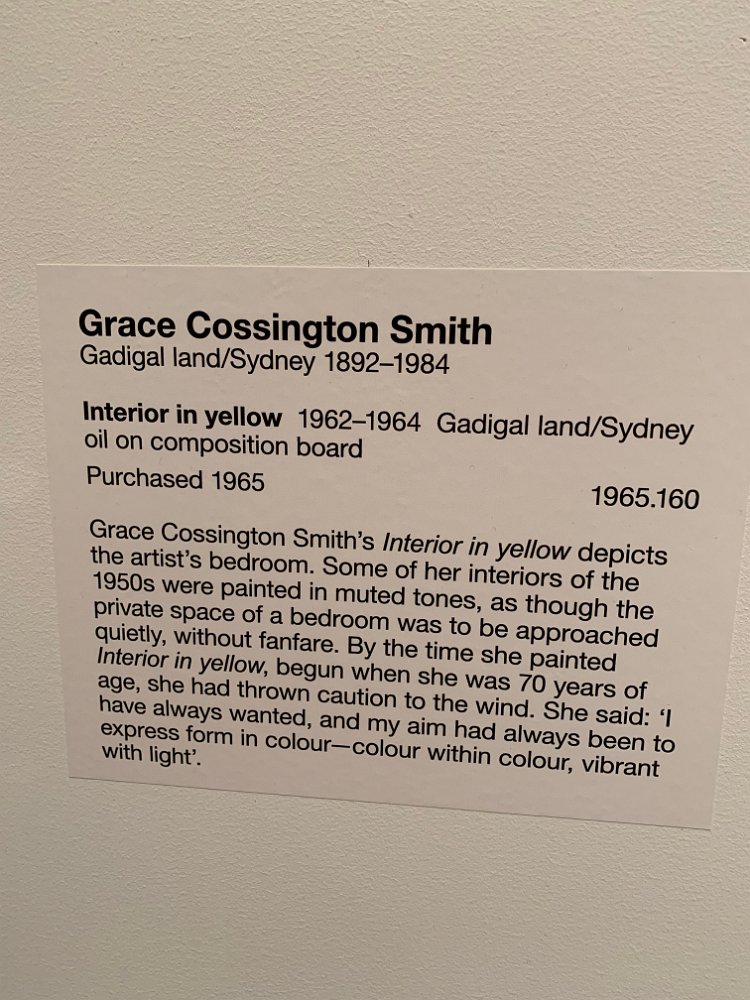 Grace Cossington Smith
Gadigal land/Sydney 1892–1984
Interior in yellow 1962–1964 Gadigal land/Sydney
oil on composition board
Purchased 1965
1965.160
Grace Cossington Smith's Interior in yellow depicts
the artist's bedroom. Some of her interiors of the
1950s were painted in muted tones, as though the
private space of a bedroom was to be approached
quietly, without fanfare. By the time she painted
Interior in yellow, begun when she was 70 years of
age, she had thrown caution to the wind. She said: 'I
have always wanted, and my aim had always been to
express form in colour—colour within colour, vibrant
with light'.